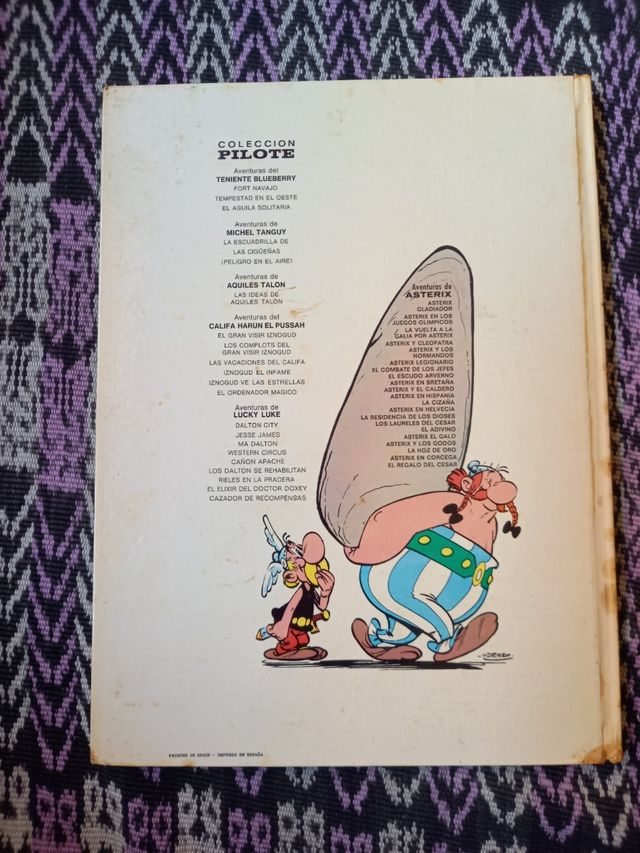 COLECCION
PILOTE
Aventuras del
TENIENTE BLUEBERRY
FORT NAVAJO
TEMPESTAD EN EL OESTE
EL AGUILA SOLITARIA
Aventuras de
MICHEL TANGUY
LA ESCUADRILLA DE
LAS CIGÜEÑAS
¡PELIGRO EN EL AIRE!
Aventuras de
AQUILES TALON
LAS IDEAS DE
AQUILES TALON
Aventuras del
CALIFA HARUN EL PUSSAH
EL GRAN VISIR IZNOGUD
LOS COMPLOTS DEL
GRAN VISIR IZNOGUD
LAS VACACIONES DEL CALIFA
IZNOGUD EL INFAME
IZNOGUD VE LAS ESTRELLAS
EL ORDENADOR MAGICO
Aventuras de
LUCKY LUKE
DALTON CITY
JESSE JAMES
MA DALTON
WESTERN CIRCUS
CAÑON APACHE
LOS DALTON SE REHABILITAN
RIELES EN LA PRADERA
EL ELIXIR DEL DOCTOR DOXEY
CAZADOR DE RECOMPENSAS
Aventuras de
ASTERIX
ASTERIX
GLADIADOR
ASTERIX EN LOS
JUEGOS OLIMPICOS
LA VUELTA A LA
GALIA POR ASTERIX
ASTERIX Y CLEOPATRA
ASTERIX Y LOS
NORMANDOS
ASTERIX LEGIONARIO
EL COMBATE DE LOS JEFES
EL ESCUDO ARVERNO
ASTERIX EN BRETAÑA
ASTERIX Y EL CALDERO
ASTERIX EN HISPANIA
LA CIZAÑA
ASTERIX EN HELVECIA
LA RESIDENCIA DE LOS DIOSES
LOS LAURELES DEL CESAR
EL ADIVINO
ASTERIX EL GALO
ASTERIX Y LOS GODOS
LA HOZ DE ORO
ASTERIX EN CORCEGA
EL REGALO DEL CESAR
PRINTED IN SPAIN - IMPRESO EN ESPAÑA